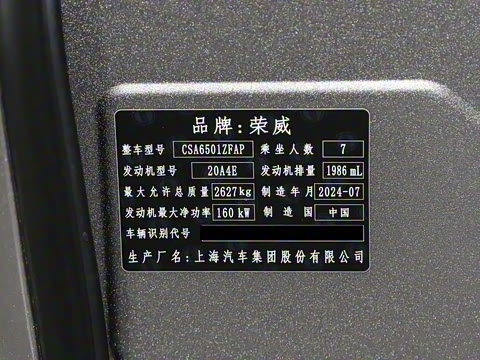 品牌:荣威
整车型号 CSA6501ZFAP 乘坐人数 7
发动机型号 20A4E 发动机排量 1986 mL
最大允许总质量 2627kg 制造年月 2024-07
发动机最大净功率 160 kW 制造国 中国
车辆识别代号
生产厂名:上海汽车集团股份有限公司